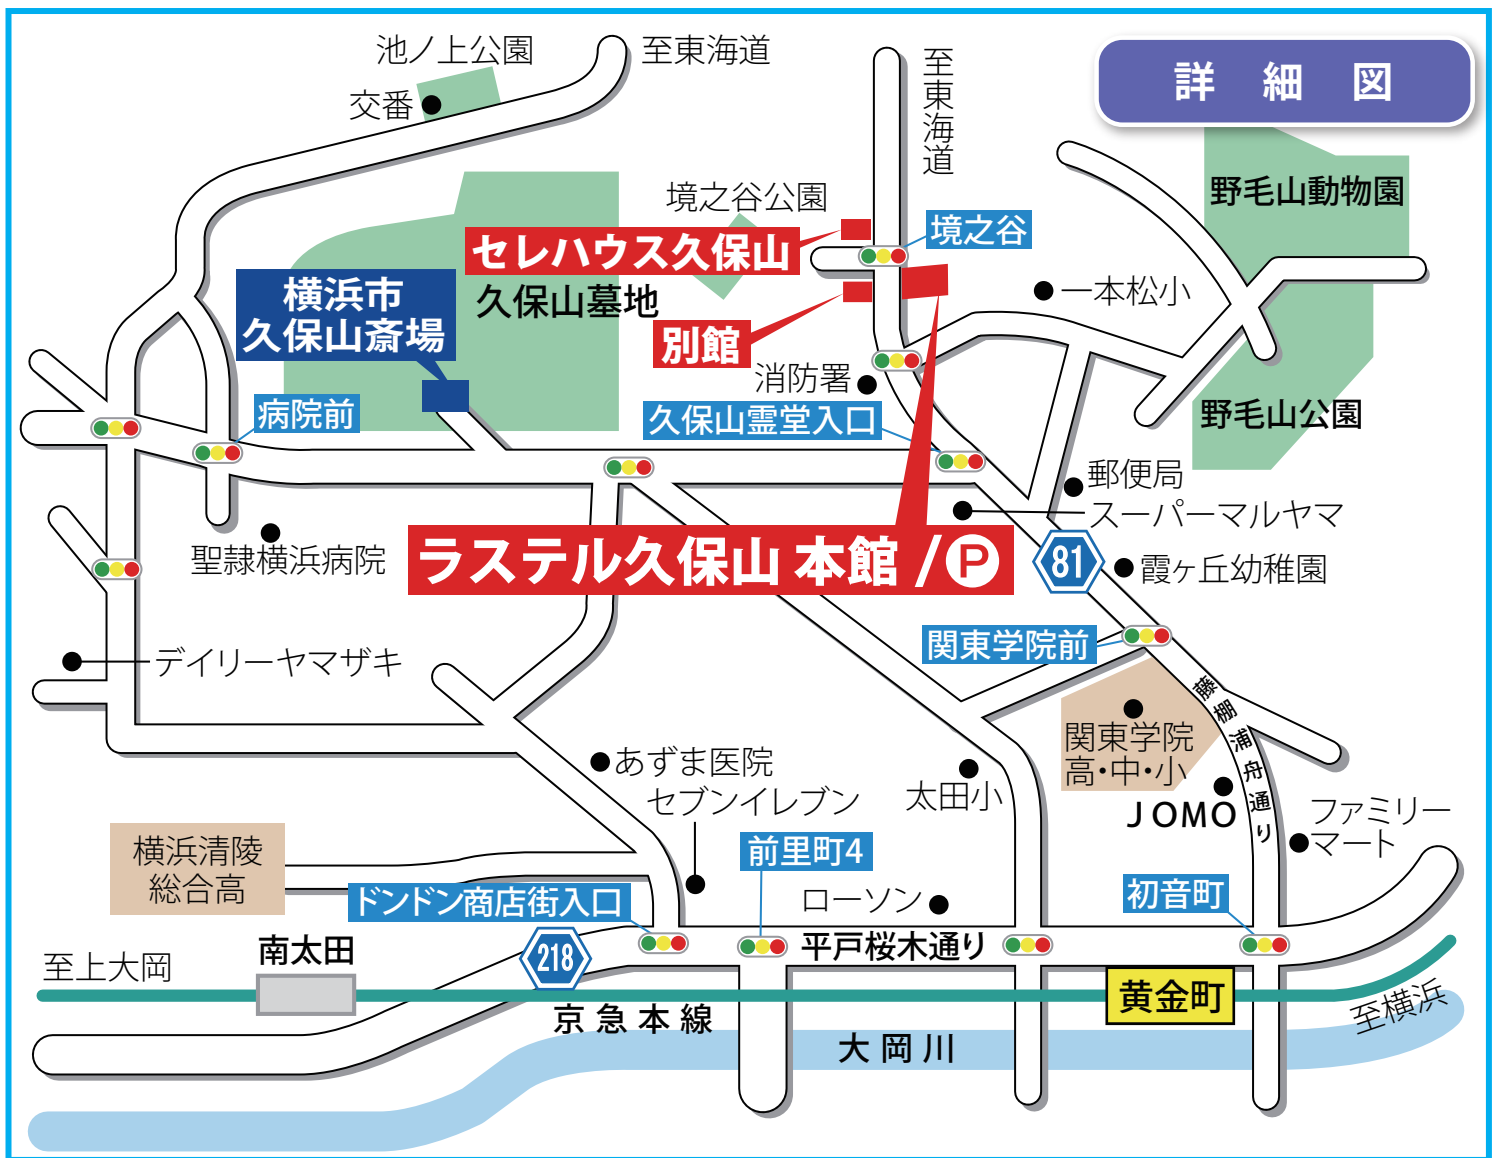 詳細図
池ノ上公園
至東海道
交番
至東海道
野毛山動物園
境之谷公園
境之谷
セレハウス久保山
横浜市
久保山斎場
久保山墓地
一本松小
別館
消防署
病院前
久保山霊堂入口
野毛山公園
郵便局
スーパーマルヤマ
聖隷横浜病院
ラステル久保山 本館/P
81
霞ヶ丘幼稚園
関東学院前
デイリーヤマザキ
藤棚浦舟通り
関東学院
高・中・小
あずま医院
セブンイレブン
太田小
JOMO
ファミリー
マート
横浜清陵
総合高
前里町4
ドンドン商店街入口
ローソン
初音町
南太田
218
平戸桜木通り
至上大岡
黄金町
京急本線
至横浜
大岡川